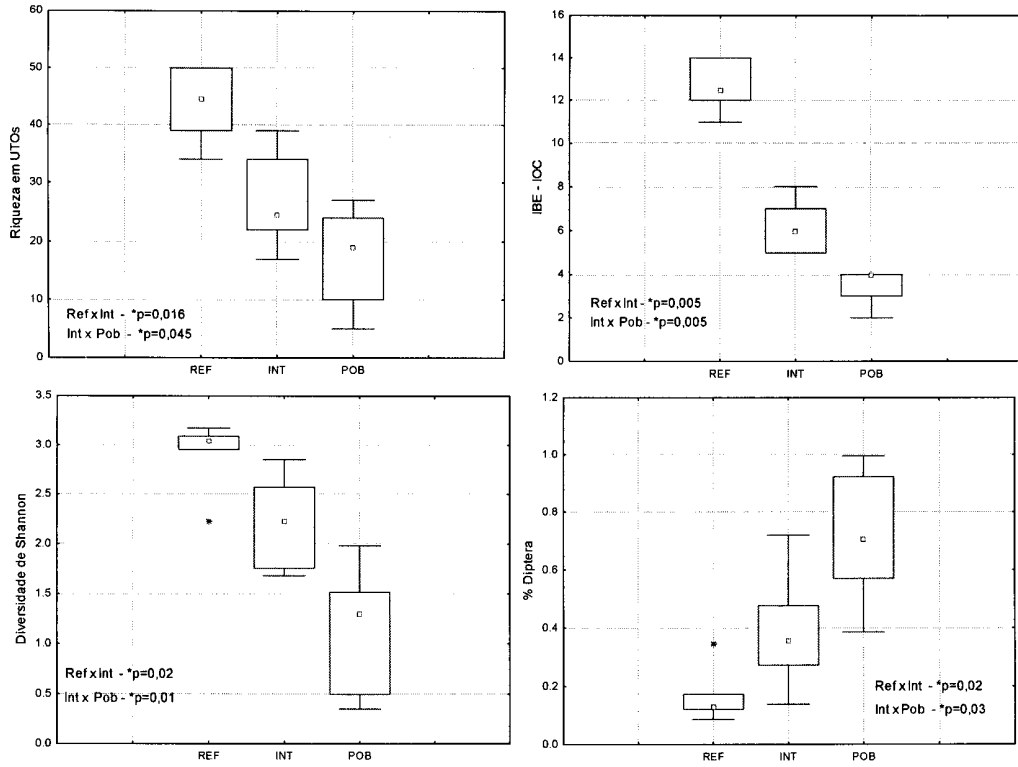 Riqueza em UTOs
60
50
40
30
20
10
0
Ref x Int - *p=0,016
Int x Pob - *p=0,045
REF INT POB
IBE - IOC
16
14
12
10
8
6
4
2
0
Ref x Int - *p=0,005
Int x Pob - *p=0,005
REF INT POB
Diversidade de Shannon
3.5
3.0
2.5
2.0
1.5
1.0
0.5
0.0
Ref x Int - *p=0,02
Int x Pob - *p=0,01
REF INT POB
% Diptera
1.2
1.0
0.8
0.6
0.4
0.2
0.0
Ref x Int - *p=0,02
Int x Pob - *p=0,03
REF INT POB